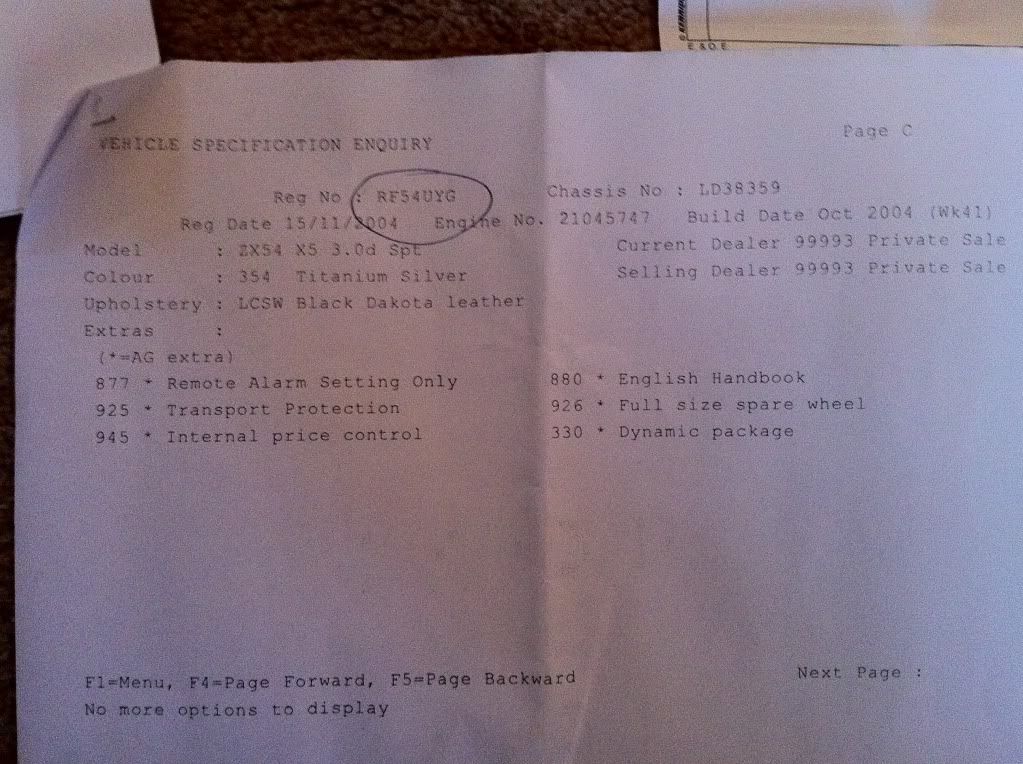 E. & O. E.
VEHICLE SPECIFICATION ENQUIRY Page C
Reg No : RF54UYG Chassis No : LD38359
Reg Date 15/11/2004 Engine No. 21045747 Build Date Oct 2004 (Wk41)
Model : ZX54 X5 3.0d Spt Current Dealer 99993 Private Sale
Colour : 354 Titanium Silver Selling Dealer 99993 Private Sale
Upholstery : LCSW Black Dakota leather
Extras :
(*=AG extra)
877 * Remote Alarm Setting Only 880 * English Handbook
925 * Transport Protection 926 * Full size spare wheel
945 * Internal price control 330 * Dynamic package
F1=Menu, F4=Page Forward, F5=Page Backward Next Page :
No more options to display